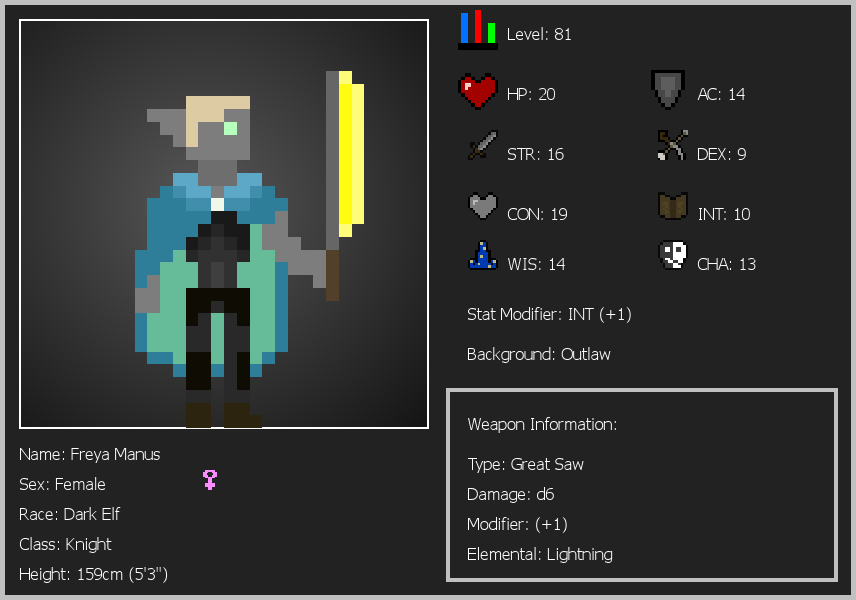 Level: 81
HP: 20
AC: 14
STR: 16
DEX: 9
CON: 19
INT: 10
WIS: 14
CHA: 13
Stat Modifier: INT (+1)
Background: Outlaw
Weapon Information:
Type: Great Saw
Damage: d6
Modifier: (+1)
Elemental: Lightning
Name: Freya Manus
Sex: Female
Race: Dark Elf
Class: Knight
Height: 159cm (5'3")